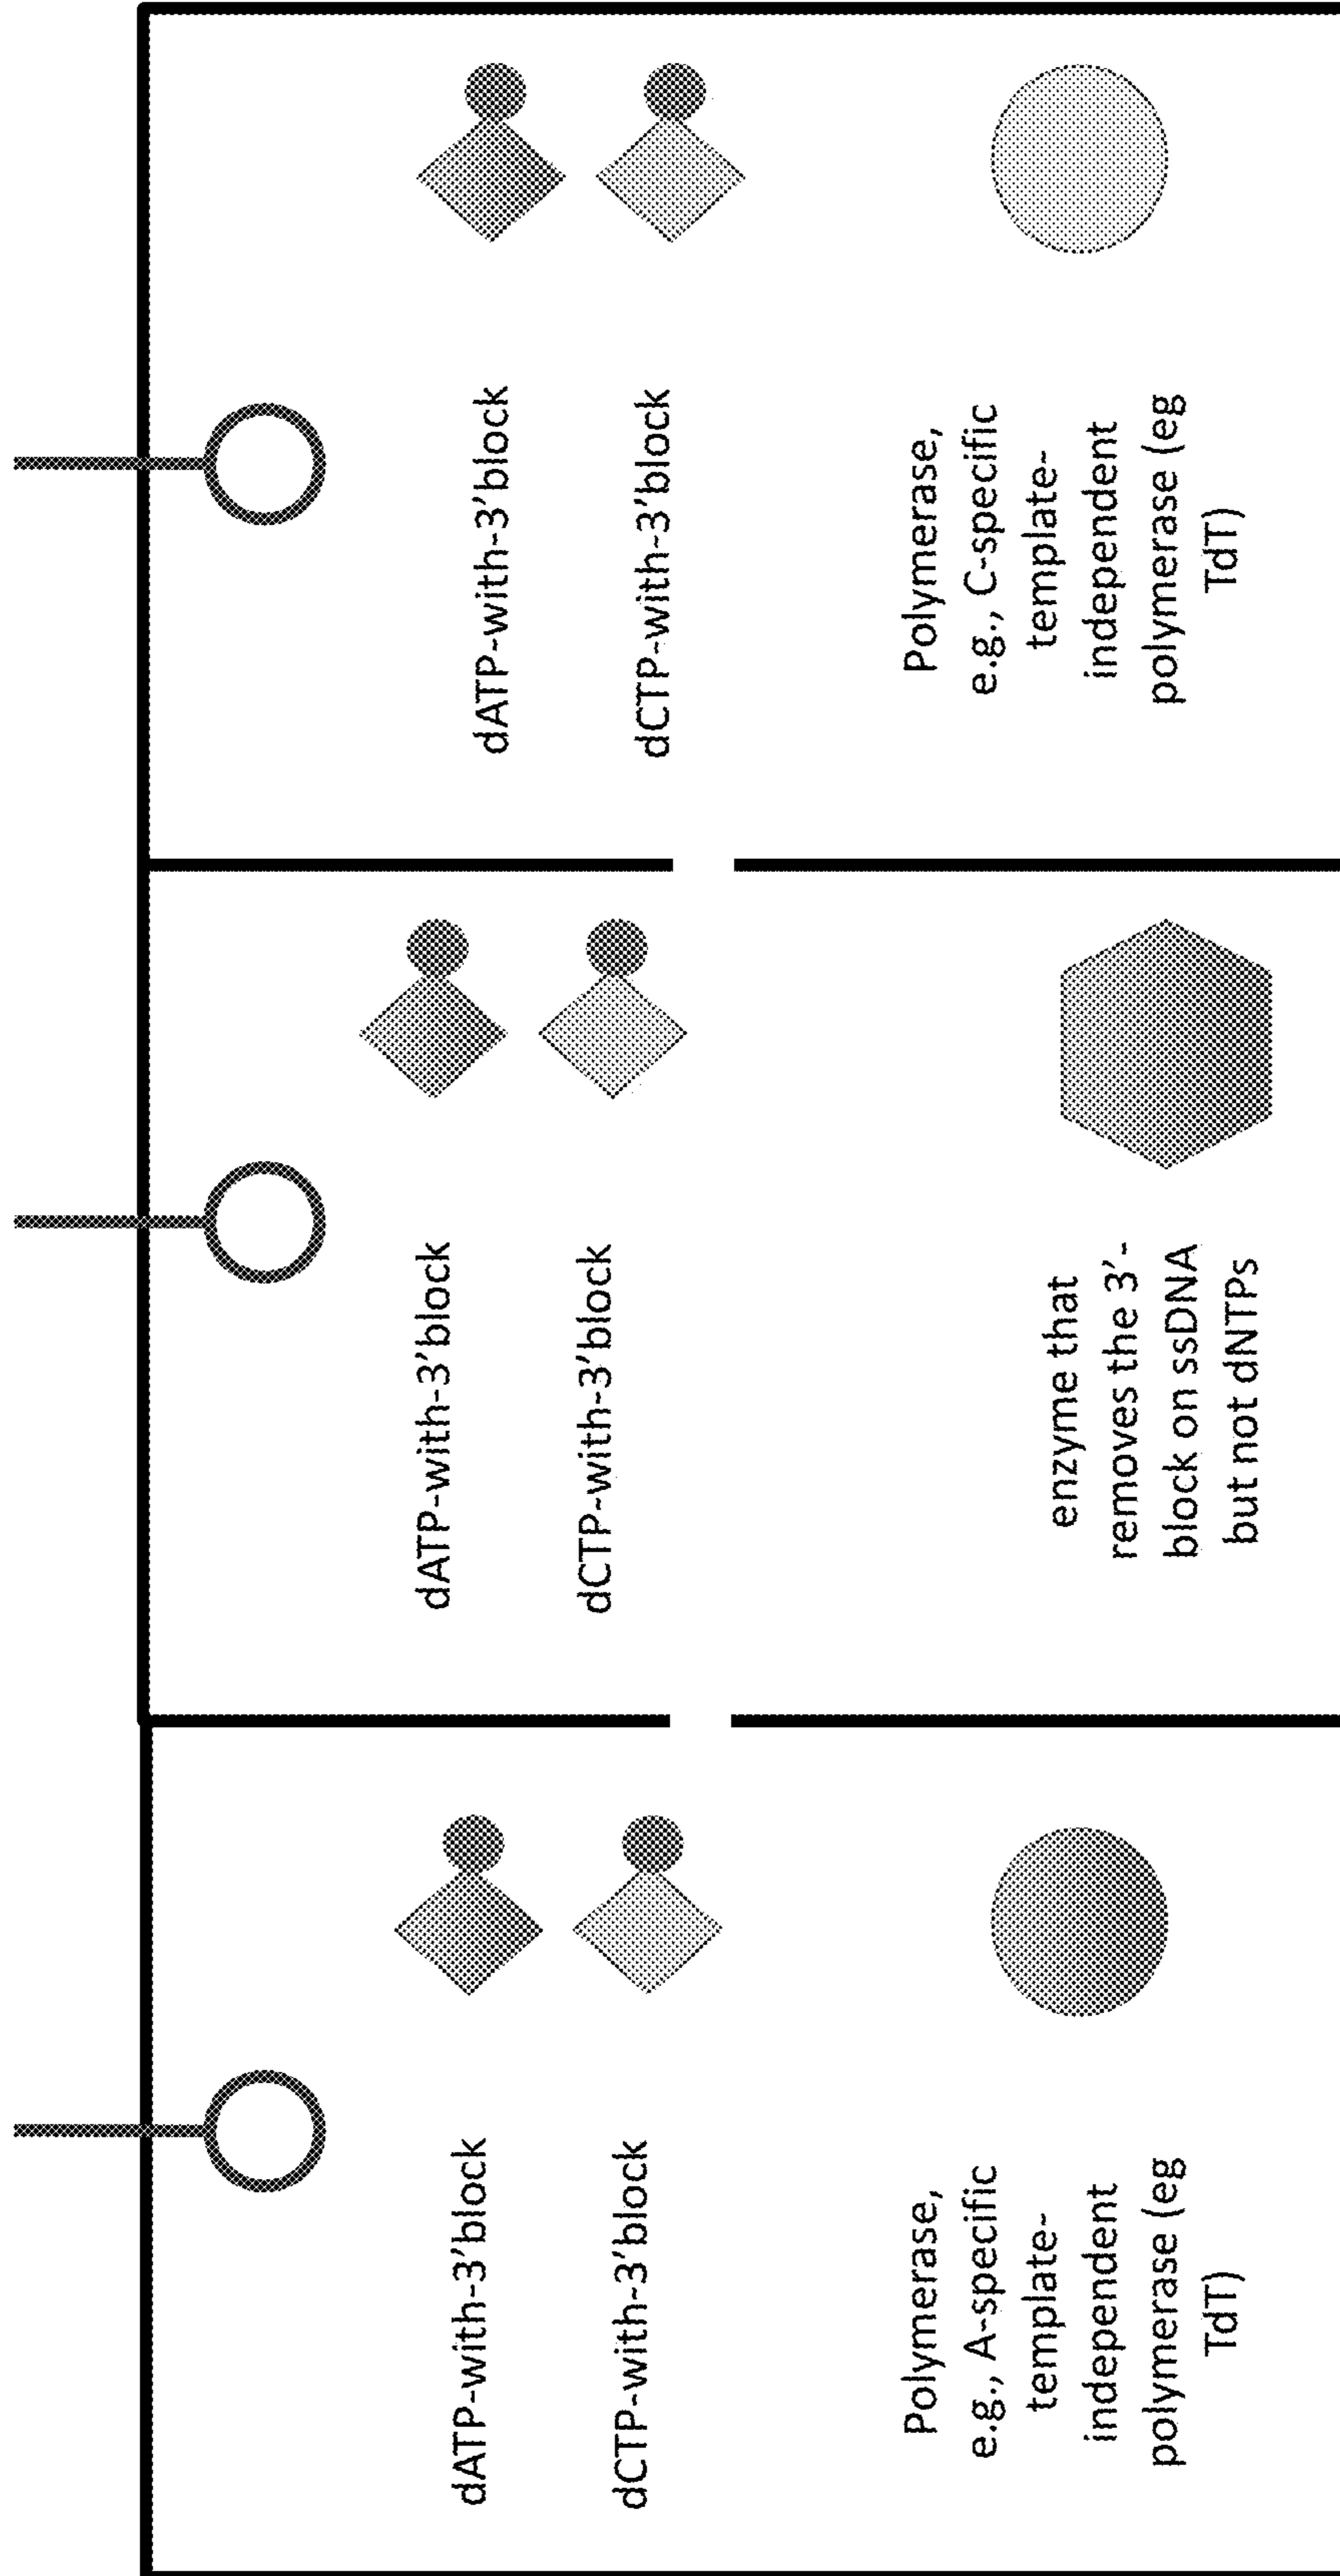 dATP-with-3'block
dCTP-with-3'block
Polymerase,
e.g., A-specific
template-
independent
polymerase (eg
TdT)
dATP-with-3'block
dCTP-with-3'block
enzyme that
removes the 3'-
block on ssDNA
but not dNTPs
dATP-with-3'block
dCTP-with-3'block
Polymerase,
e.g., C-specific
template-
independent
polymerase (eg
TdT)